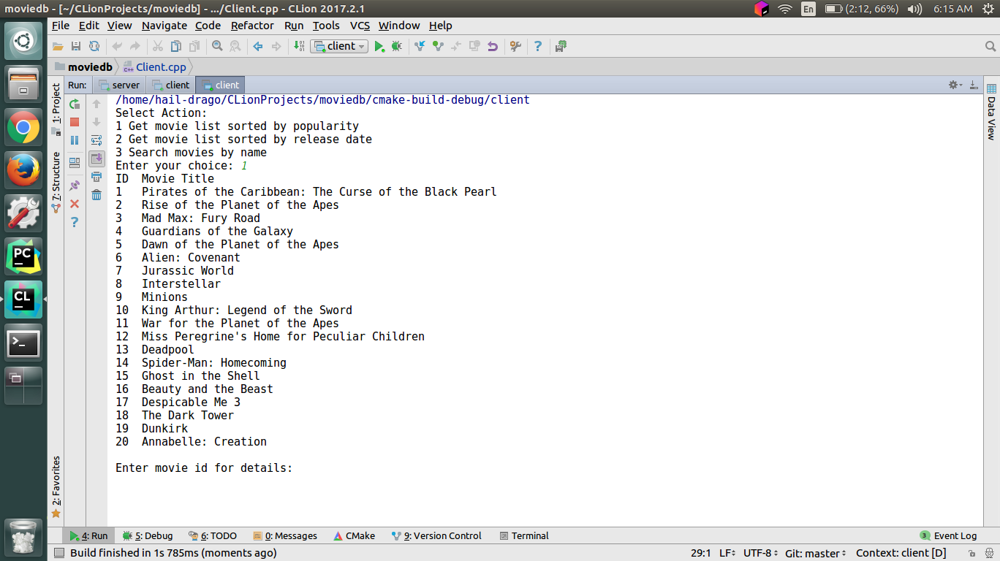 moviedb - [~/CLionProjects/moviedb] - .../Client.cpp - CLion 2017.2.1
En (2:12, 66%) 6:15 AM
File Edit View Navigate Code Refactor Run Tools VCS Window Help
client
moviedb Client.cpp
Run: server client client
1: Project
7: Structure
2: Favorites
Data View
/home/hail-drago/CLionProjects/moviedb/cmake-build-debug/client
Select Action:
1 Get movie list sorted by popularity
2 Get movie list sorted by release date
3 Search movies by name
Enter your choice: 1
ID Movie Title
1 Pirates of the Caribbean: The Curse of the Black Pearl
2 Rise of the Planet of the Apes
3 Mad Max: Fury Road
4 Guardians of the Galaxy
5 Dawn of the Planet of the Apes
6 Alien: Covenant
7 Jurassic World
8 Interstellar
9 Minions
10 King Arthur: Legend of the Sword
11 War for the Planet of the Apes
12 Miss Peregrine's Home for Peculiar Children
13 Deadpool
14 Spider-Man: Homecoming
15 Ghost in the Shell
16 Beauty and the Beast
17 Despicable Me 3
18 The Dark Tower
19 Dunkirk
20 Annabelle: Creation
Enter movie id for details:
PC
CL
4: Run 5: Debug 6: TODO 0: Messages CMake 9: Version Control Terminal 3 Event Log
Build finished in 1s 785ms (moments ago) 29:1 LF UTF-8 Git: master Context: client [D]